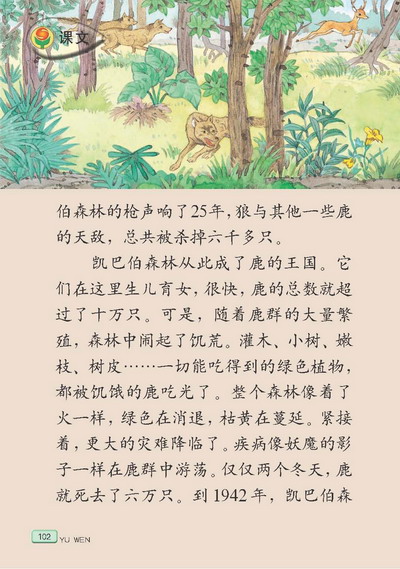 课文
伯森林的枪声响了25年，狼与其他一些鹿
的天敌，总共被杀掉六千多只。
凯巴伯森林从此成了鹿的王国。它
们在这里生儿育女，很快，鹿的总数就超
过了十万只。可是，随着鹿群的大量繁
殖，森林中闹起了饥荒。灌木、小树、嫩
枝、树皮……一切能吃得到的绿色植物，
都被饥饿的鹿吃光了。整个森林像着了
火一样，绿色在消退，枯黄在蔓延。紧接
着，更大的灾难降临了。疾病像妖魔的影
子一样在鹿群中游荡。仅仅两个冬天，鹿
就死去了六万只。到1942年，凯巴伯森
102 YU WEN